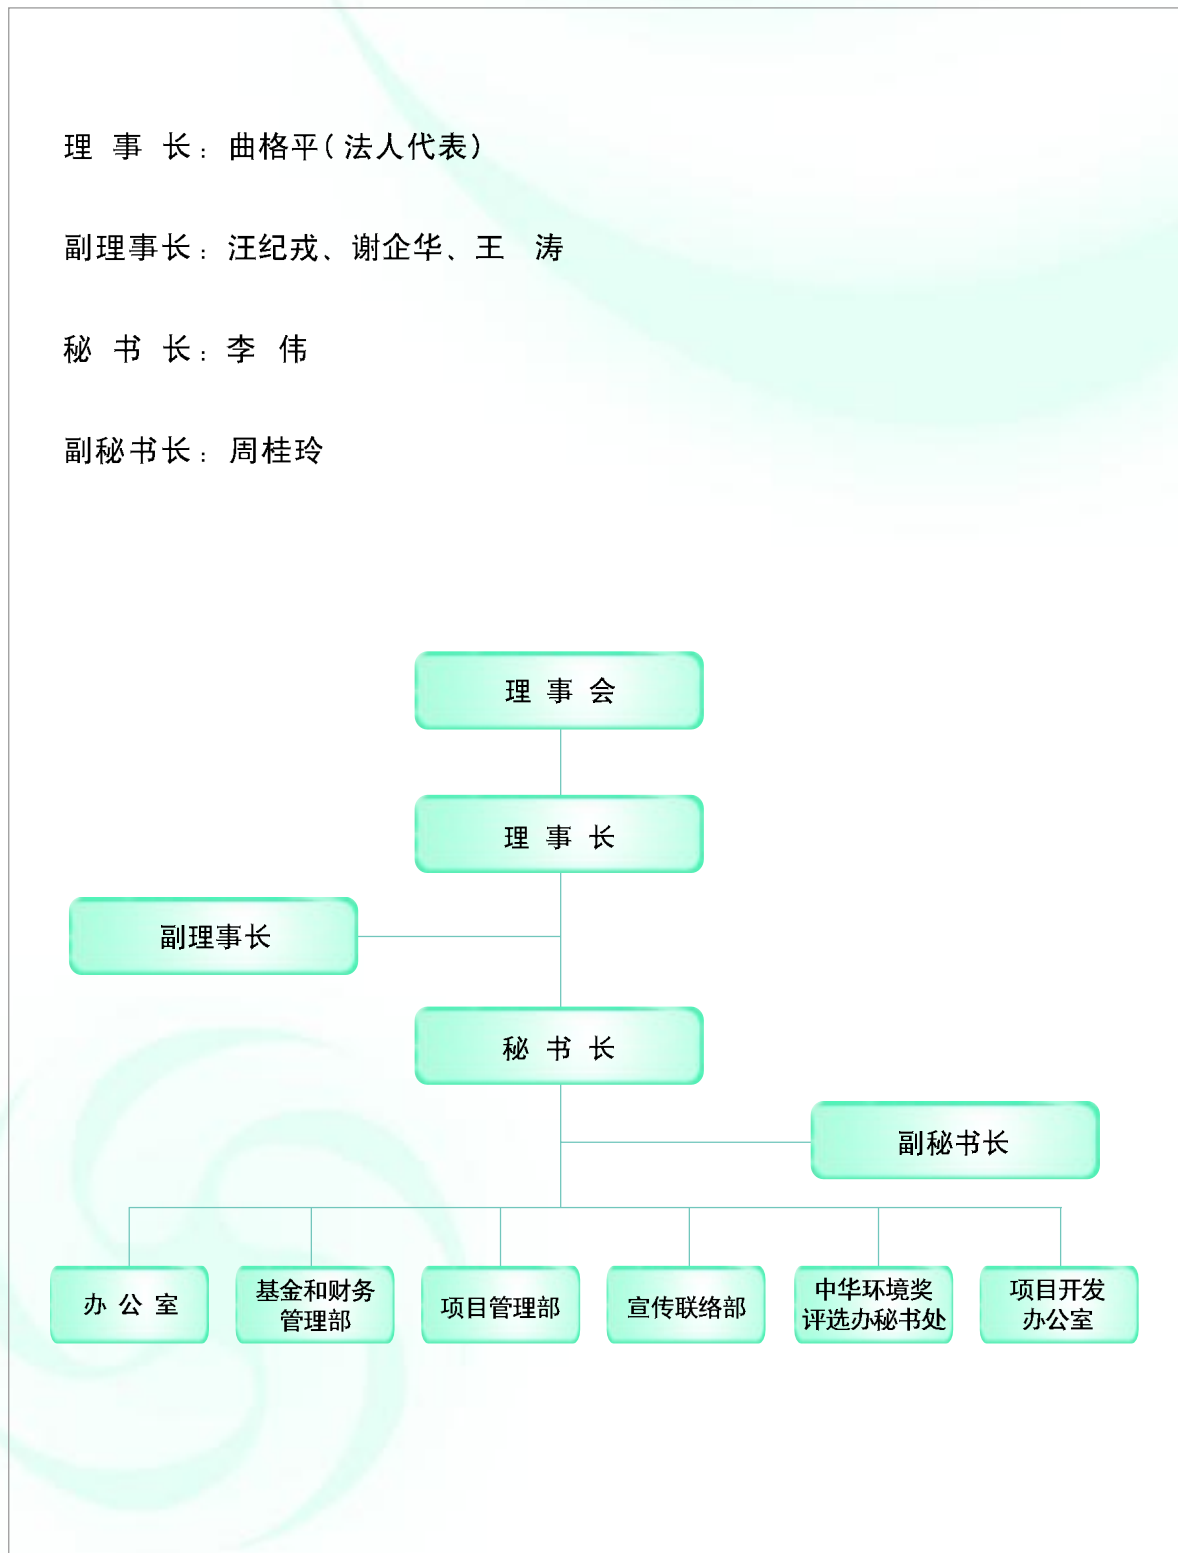 理 事 长：曲格平(法人代表)
副理事长：汪纪戎、谢企华、王　涛
秘 书 长：李 伟
副秘书长：周桂玲
理 事 会
理 事 长
副理事长
秘 书 长
副秘书长
办 公 室
基金和财务
管理部
项目管理部
宣传联络部
中华环境奖
评选办秘书处
项目开发
办公室